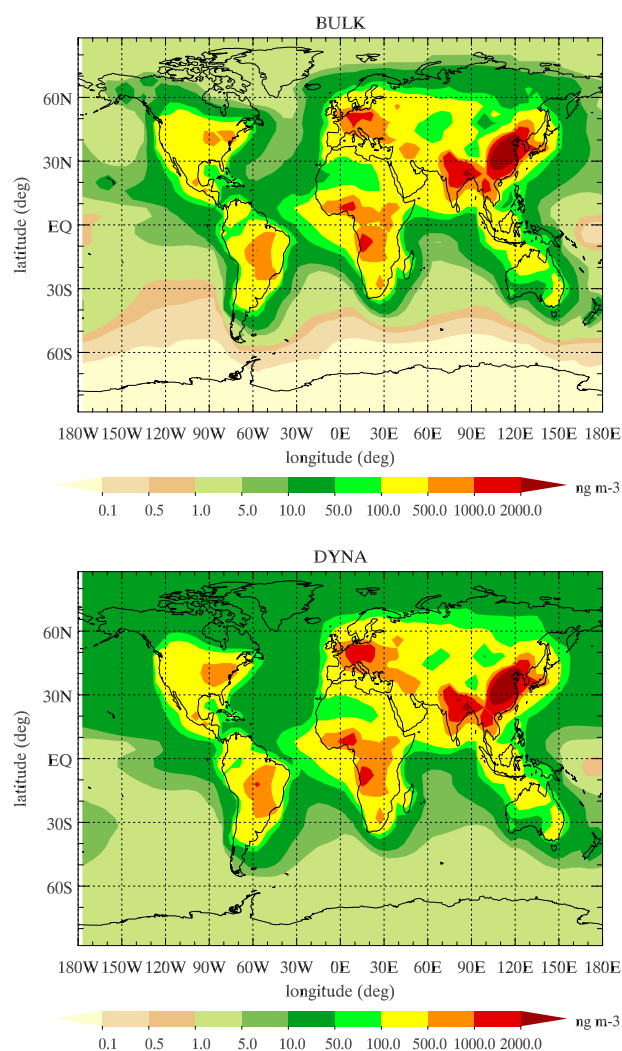 BULK
60N
30N
EQ
30S
60S
latitude (deg)
180W 150W 120W 90W 60W 30W 0E 30E 60E 90E 120E 150E 180E
longitude (deg)
0.1 0.5 1.0 5.0 10.0 50.0 100.0 500.0 1000.0 2000.0 ng m-3
DYNA
60N
30N
EQ
30S
60S
latitude (deg)
180W 150W 120W 90W 60W 30W 0E 30E 60E 90E 120E 150E 180E
longitude (deg)
0.1 0.5 1.0 5.0 10.0 50.0 100.0 500.0 1000.0 2000.0 ng m-3